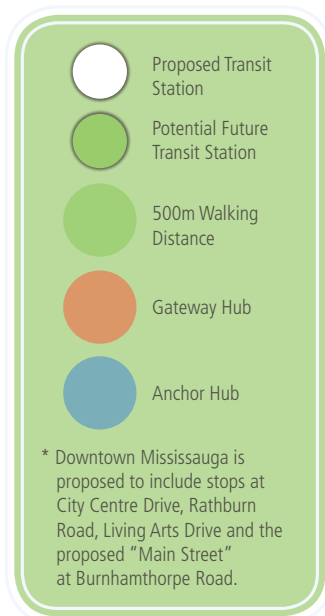 Proposed Transit
Station
Potential Future
Transit Station
500m Walking
Distance
Gateway Hub
Anchor Hub
* Downtown Mississauga is
proposed to include stops at
City Centre Drive, Rathburn
Road, Living Arts Drive and the
proposed “Main Street”
at Burnhamthorpe Road.